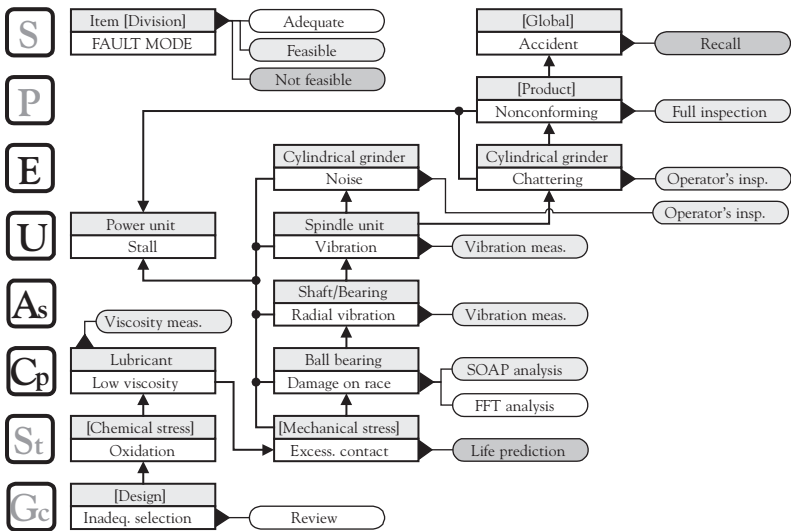 S
Item [Division]
FAULT MODE
Adequate
Feasible
Not feasible
[Global]
Accident
Recall
P
[Product]
Nonconforming
Full inspection
E
Cylindrical grinder
Noise
Cylindrical grinder
Chattering
Operator's insp.
Operator's insp.
U
Power unit
Stall
Spindle unit
Vibration
Vibration meas.
As
Shaft/Bearing
Radial vibration
Vibration meas.
Viscosity meas.
Cp
Lubricant
Low viscosity
Ball bearing
Damage on race
SOAP analysis
FFT analysis
St
[Chemical stress]
Oxidation
[Mechanical stress]
Excess. contact
Life prediction
Gc
[Design]
Inadeq. selection
Review